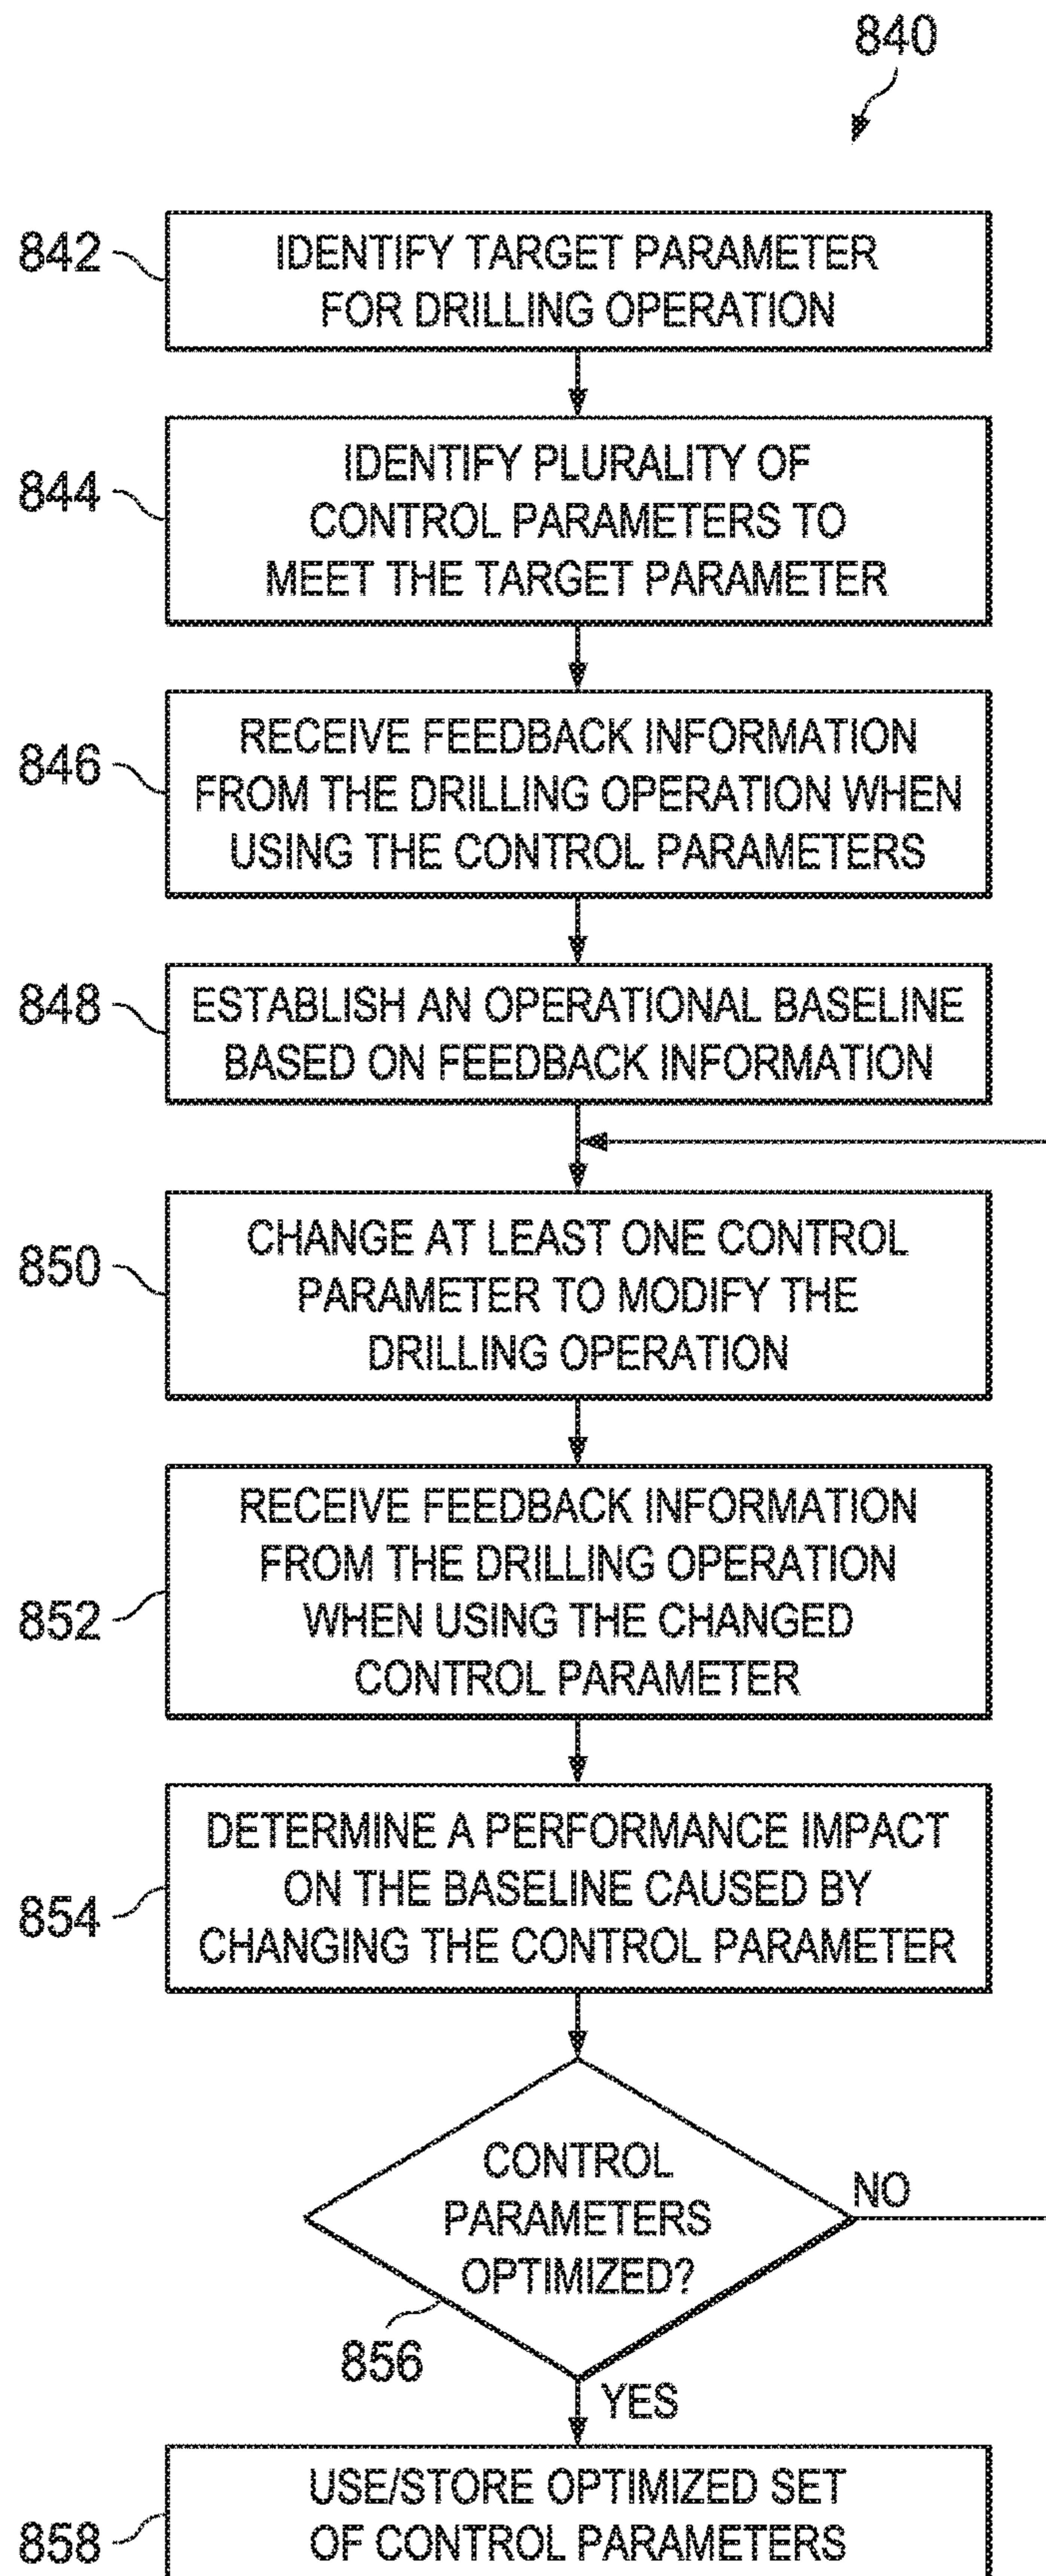 840
842
IDENTIFY TARGET PARAMETER
FOR DRILLING OPERATION
844
IDENTIFY PLURALITY OF
CONTROL PARAMETERS TO
MEET THE TARGET PARAMETER
846
RECEIVE FEEDBACK INFORMATION
FROM THE DRILLING OPERATION WHEN
USING THE CONTROL PARAMETERS
848
ESTABLISH AN OPERATIONAL BASELINE
BASED ON FEEDBACK INFORMATION
850
CHANGE AT LEAST ONE CONTROL
PARAMETER TO MODIFY THE
DRILLING OPERATION
852
RECEIVE FEEDBACK INFORMATION
FROM THE DRILLING OPERATION
WHEN USING THE CHANGED
CONTROL PARAMETER
854
DETERMINE A PERFORMANCE IMPACT
ON THE BASELINE CAUSED BY
CHANGING THE CONTROL PARAMETER
CONTROL
PARAMETERS
OPTIMIZED?
NO
856
YES
858
USE/STORE OPTIMIZED SET
OF CONTROL PARAMETERS